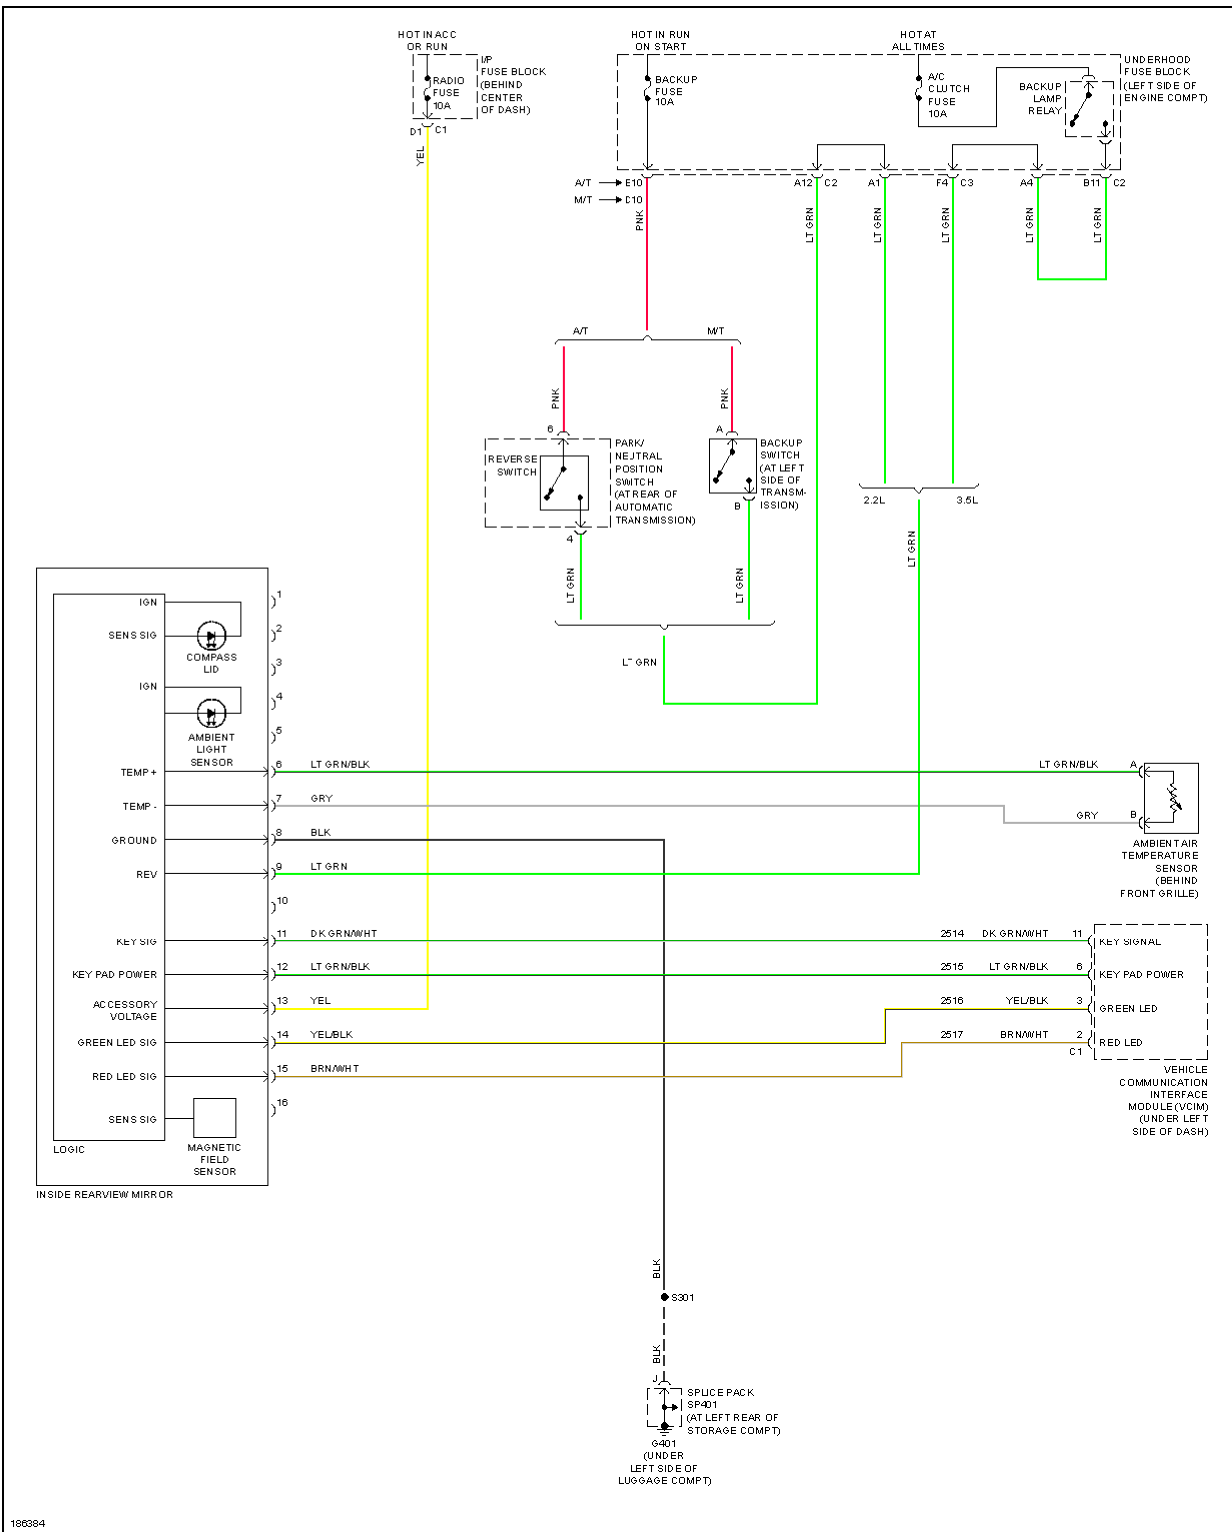 HOT IN ACC
OR RUN
I/P
FUSE BLOCK
(BEHIND
CENTER
OF DASH)
RADIO
FUSE
10A
D1 C1
YEL
HOT IN RUN
ON START
BACKUP
FUSE
10A
HOT AT
ALL TIMES
A/C
CLUTCH
FUSE
10A
BACKUP
LAMP
RELAY
UNDERHOOD
FUSE BLOCK
(LEFT SIDE OF
ENGINE COMPT)
A/T E10
M/T C10
A12 C2
A1
F4 C3
A4
B11 C2
PNK
LT GRN
LT GRN
LT GRN
LT GRN
LT GRN
A/T
M/T
PNK
PNK
6
REVERSE
SWITCH
PARK/
NEUTRAL
POSITION
SWITCH
(AT REAR OF
AUTOMATIC
TRANSMISSION)
4
A
BACKUP
SWITCH
(AT LEFT
SIDE OF
TRANSM-
ISSION)
B
2.2L
3.5L
LT GRN
LT GRN
LT GRN
LT GRN
IGN
SENS SIG
COMPASS
LID
IGN
AMBIENT
LIGHT
SENSOR
TEMP +
TEMP -
GROUND
REV
KEY SIG
KEY PAD POWER
ACCESSORY
VOLTAGE
GREEN LED SIG
RED LED SIG
SENS SIG
MAGNETIC
FIELD
SENSOR
LOGIC
INSIDE REARVIEW MIRROR
1
2
3
4
5
6 LT GRN/BLK
7 GRY
8 BLK
9 LT GRN
10
11 DK GRN/WHT
12 LT GRN/BLK
13 YEL
14 YEL/BLK
15 BRN/WHT
16
LT GRN/BLK A
GRY B
AMBIENT AIR
TEMPERATURE
SENSOR
(BEHIND
FRONT GRILLE)
2514 DK GRN/WHT 11 KEY SIGNAL
2515 LT GRN/BLK 6 KEY PAD POWER
2516 YEL/BLK 3 GREEN LED
2517 BRN/WHT 2 RED LED
C1
VEHICLE
COMMUNICATION
INTERFACE
MODULE (VCIM)
(UNDER LEFT
SIDE OF DASH)
BLK
S301
BLK
J
SPLICE PACK
SP401
(AT LEFT REAR OF
STORAGE COMPT)
G401
(UNDER
LEFT SIDE OF
LUGGAGE COMPT)
186384